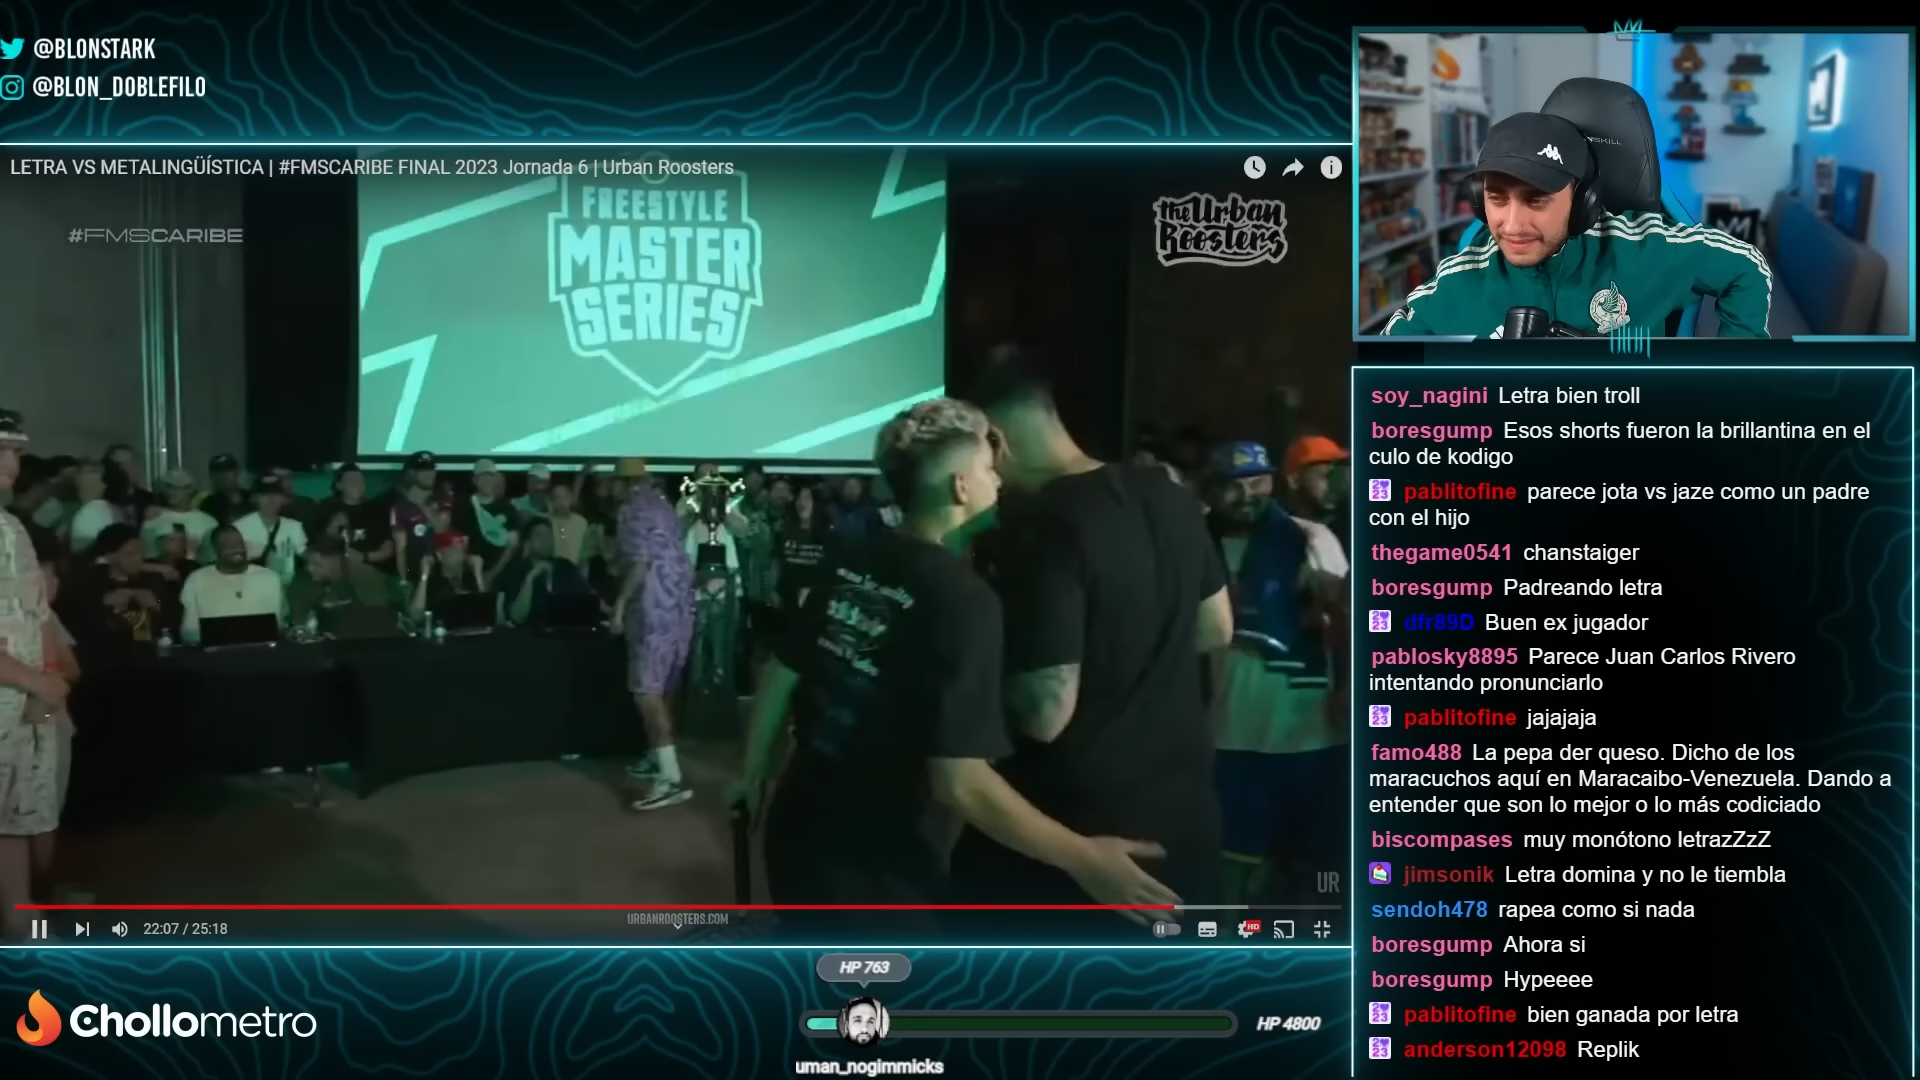 @BLONSTARK
@BLON_DOBLEFILO
LETRA VS METALINGÜÍSTICA | #FMSCARIBE FINAL 2023 Jornada 6 | Urban Roosters
#FMSCARIBE
FREESTYLE
MASTER
SERIES
the Urban
Roosters
UR
URBANROOSTERS.COM
22:07 / 25:18
HD
soy_nagini Letra bien troll
boresgump Esos shorts fueron la brillantina en el
culo de kodigo
pablitofine parece jota vs jaze como un padre
con el hijo
thegame0541 chanstaiger
boresgump Padreando letra
dfr89D Buen ex jugador
pablosky8895 Parece Juan Carlos Rivero
intentando pronunciarlo
pablitofine jajajaja
famo488 La pepa der queso. Dicho de los
maracuchos aquí en Maracaibo-Venezuela. Dando a
entender que son lo mejor o lo más codiciado
biscompases muy monótono letrazZzZ
jimsonik Letra domina y no le tiembla
sendoh478 rapea como si nada
boresgump Ahora si
boresgump Hypeeee
pablitofine bien ganada por letra
anderson12098 Replik
Chollometro
HP 763
HP 4800
uman_nogimmicks